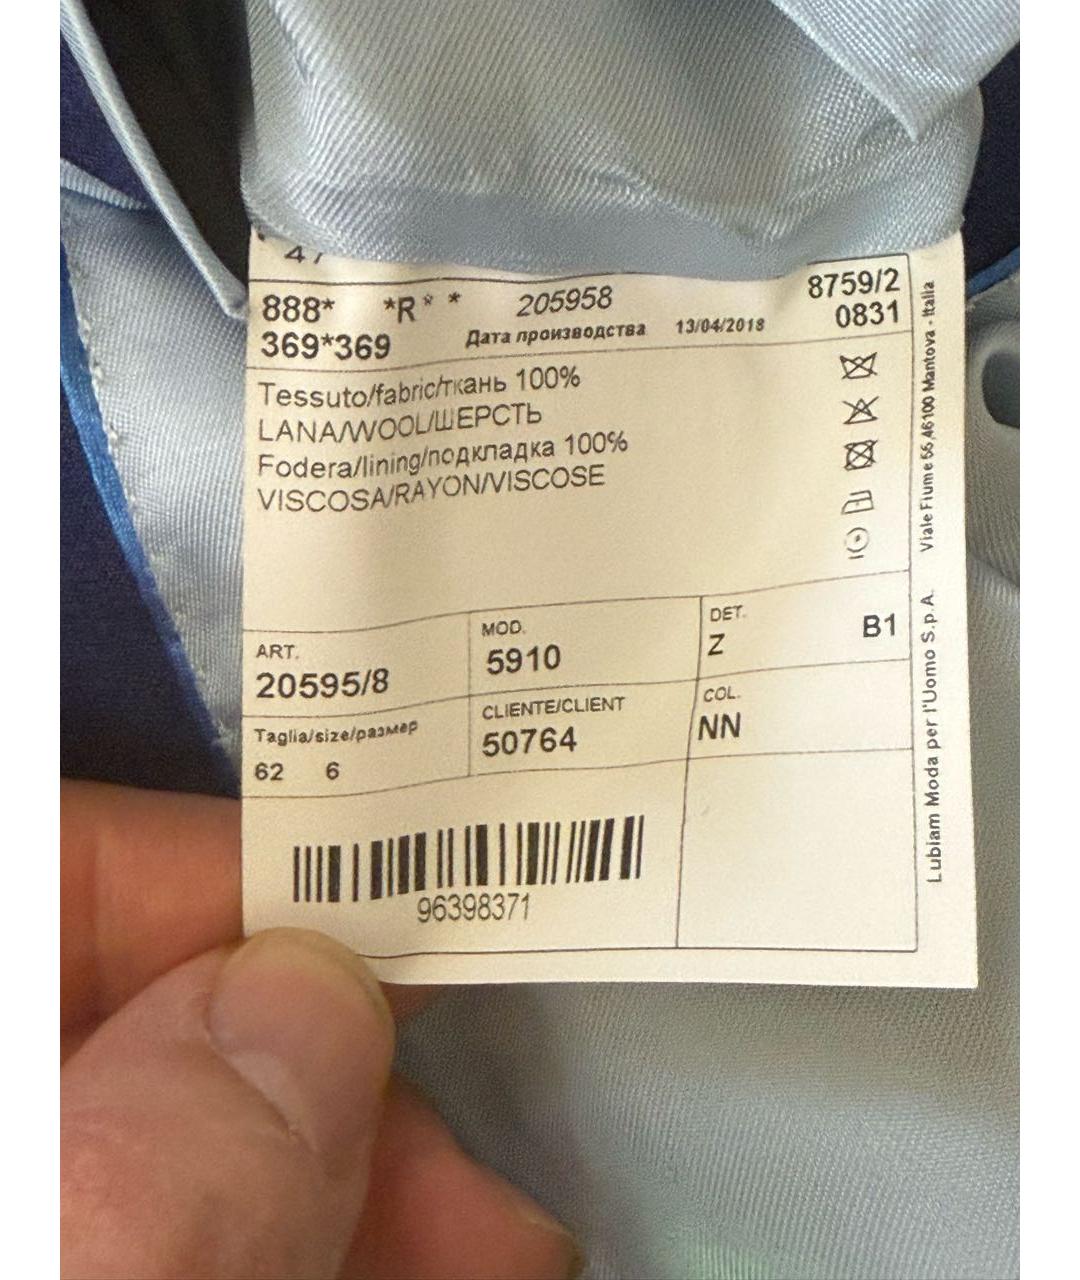 47
888* *R* * 205958 8759/2
369*369 Дата производства 13/04/2018 0831
Tessuto/fabric/ткань 100%
LANA/WOOL/ШЕРСТЬ
Fodera/lining/подкладка 100%
VISCOSA/RAYON/VISCOSE
ART. MOD. DET.
20595/8 5910 Z B1
Taglia/size/размер CLIENTE/CLIENT COL.
62 6 50764 NN
96398371
Lubiam Moda per l'Uomo S.p.A. Viale Fiume 55,46100 Mantova - Italia